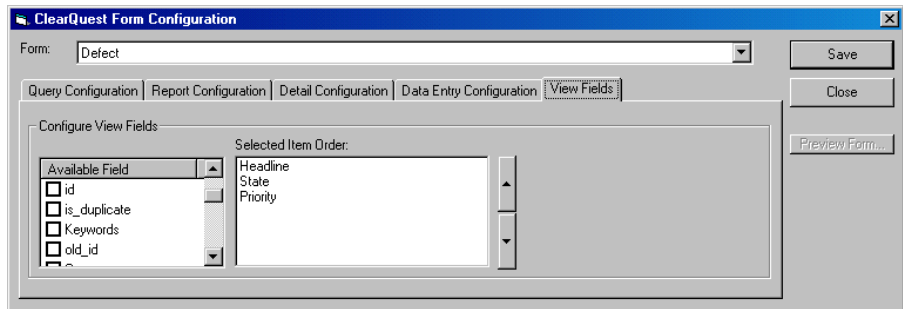 ClearQuest Form Configuration
Form: Defect
Save
Query Configuration Report Configuration Detail Configuration Data Entry Configuration View Fields
Close
Configure View Fields
Preview Form...
Selected Item Order:
Available Field
Headline
State
Priority
id
is_duplicate
Keywords
old_id